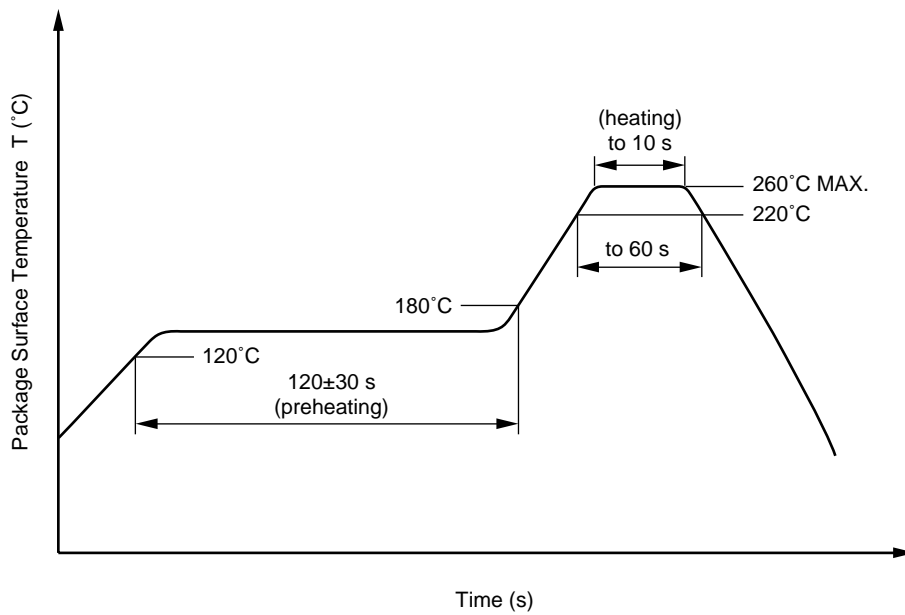 Package Surface Temperature T (˚C)
(heating)
to 10 s
260˚C MAX.
220˚C
to 60 s
180˚C
120˚C
120±30 s
(preheating)
Time (s)